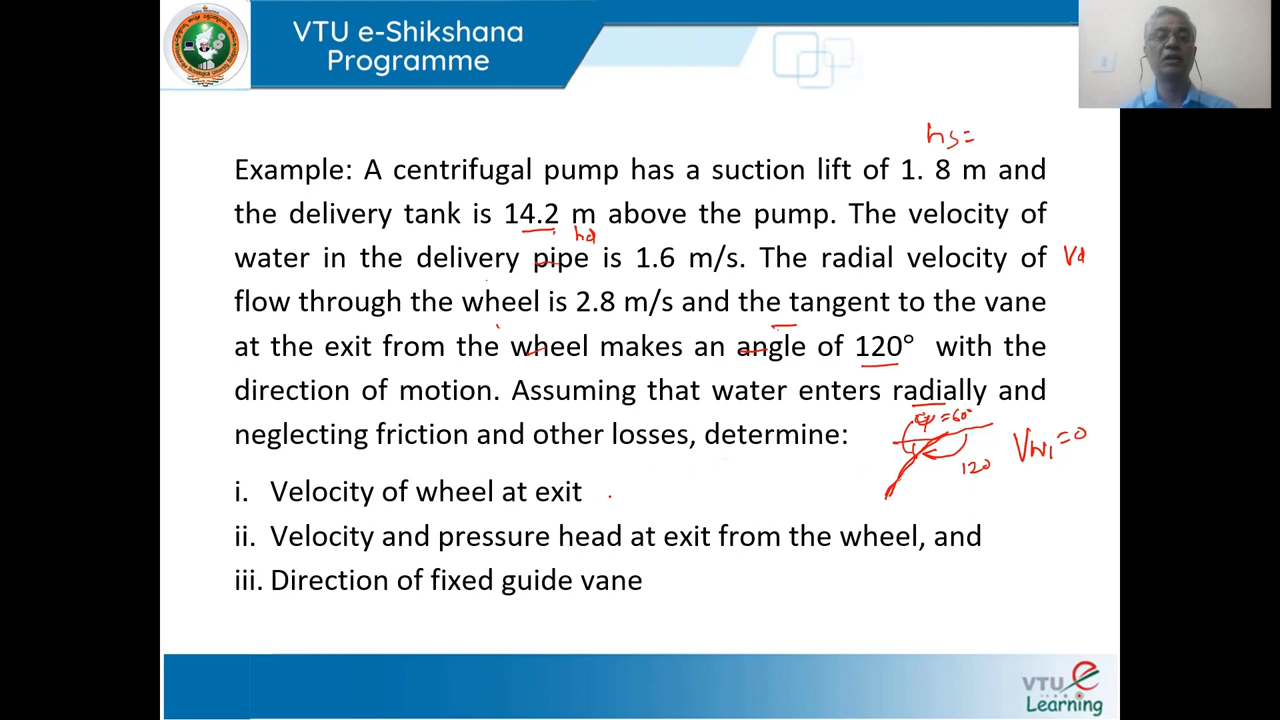 VTU e-Shikshana
Programme
hs=
Example: A centrifugal pump has a suction lift of 1. 8 m and
the delivery tank is 14.2 m above the pump. The velocity of
hd
water in the delivery pipe is 1.6 m/s. The radial velocity of Vd
flow through the wheel is 2.8 m/s and the tangent to the vane
at the exit from the wheel makes an angle of 120° with the
direction of motion. Assuming that water enters radially and
=60°
neglecting friction and other losses, determine:
120
Vw1=0
i. Velocity of wheel at exit
ii. Velocity and pressure head at exit from the wheel, and
iii. Direction of fixed guide vane
VTU e
Learning